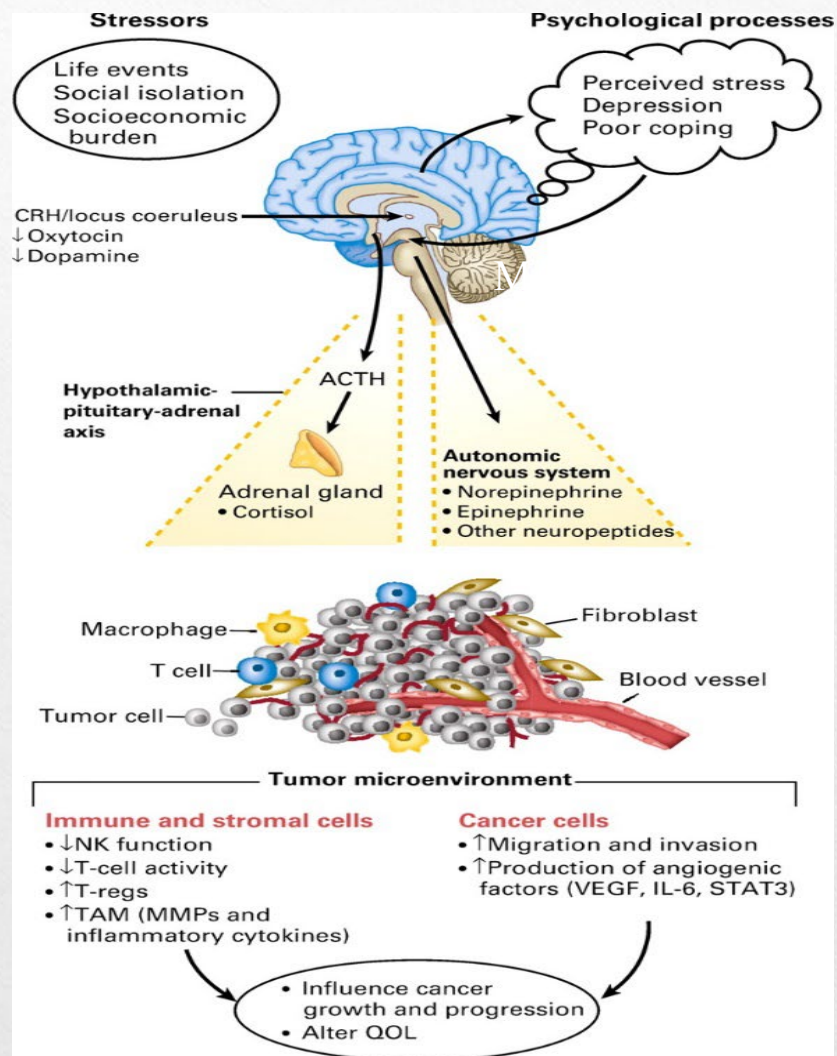 Stressors
Life events
Social isolation
Socioeconomic
burden
Psychological processes
Perceived stress
Depression
Poor coping
CRH/locus coeruleus
↓Oxytocin
↓Dopamine
M
Hypothalamic-
pituitary-adrenal
axis
ACTH
Adrenal gland
• Cortisol
Autonomic
nervous system
• Norepinephrine
• Epinephrine
• Other neuropeptides
Macrophage
T cell
Tumor cell
Fibroblast
Blood vessel
Tumor microenvironment
Immune and stromal cells
• ↓NK function
• ↓T-cell activity
• ↑T-regs
• ↑TAM (MMPs and
inflammatory cytokines)
Cancer cells
• ↑Migration and invasion
• ↑Production of angiogenic
factors (VEGF, IL-6, STAT3)
• Influence cancer
growth and progression
• Alter QOL